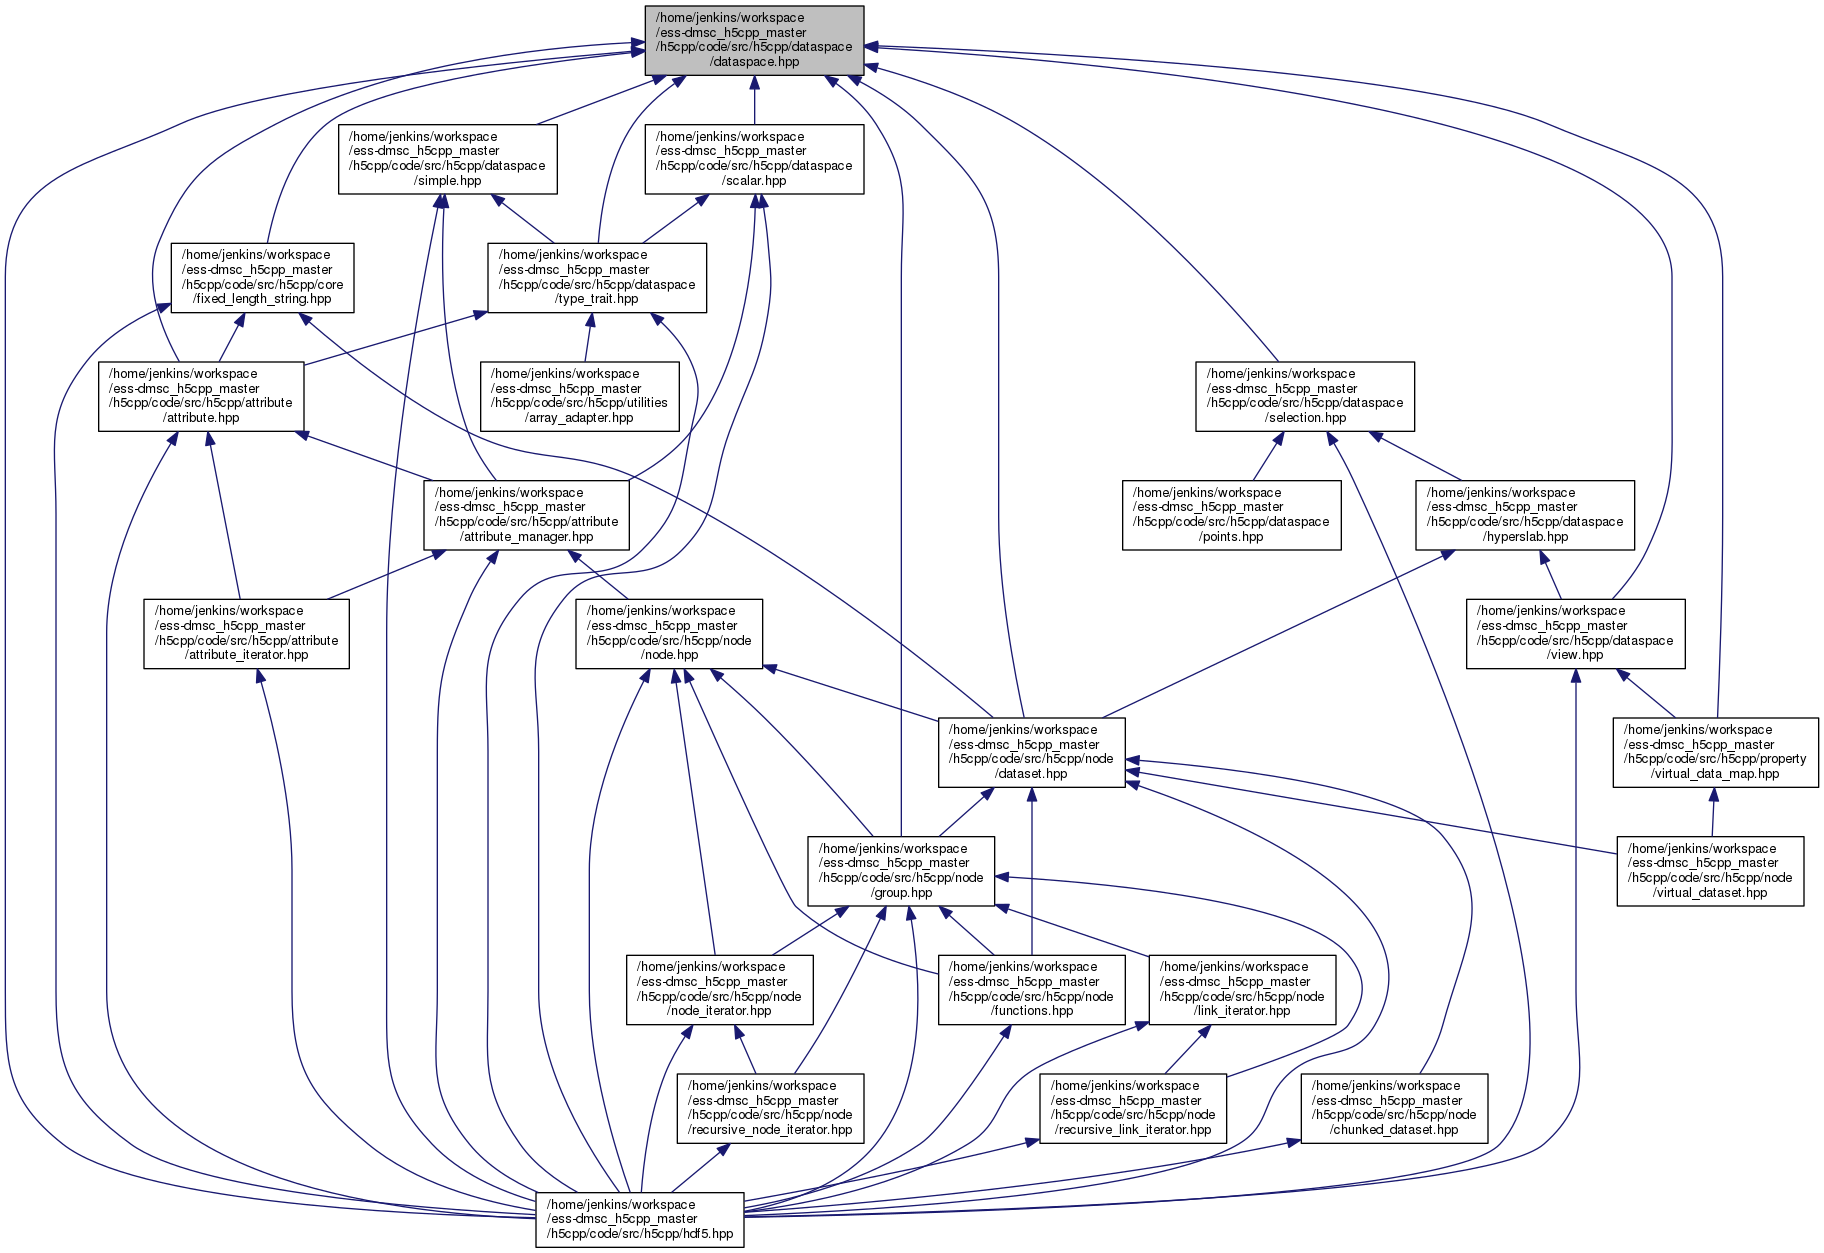 /home/jenkins/workspace
/ess-dmsc_h5cpp_master
/h5cpp/code/src/h5cpp/dataspace
/dataspace.hpp
/home/jenkins/workspace
/ess-dmsc_h5cpp_master
/h5cpp/code/src/h5cpp/dataspace
/simple.hpp
/home/jenkins/workspace
/ess-dmsc_h5cpp_master
/h5cpp/code/src/h5cpp/dataspace
/scalar.hpp
/home/jenkins/workspace
/ess-dmsc_h5cpp_master
/h5cpp/code/src/h5cpp/core
/fixed_length_string.hpp
/home/jenkins/workspace
/ess-dmsc_h5cpp_master
/h5cpp/code/src/h5cpp/dataspace
/type_trait.hpp
/home/jenkins/workspace
/ess-dmsc_h5cpp_master
/h5cpp/code/src/h5cpp/attribute
/attribute.hpp
/home/jenkins/workspace
/ess-dmsc_h5cpp_master
/h5cpp/code/src/h5cpp/utilities
/array_adapter.hpp
/home/jenkins/workspace
/ess-dmsc_h5cpp_master
/h5cpp/code/src/h5cpp/dataspace
/selection.hpp
/home/jenkins/workspace
/ess-dmsc_h5cpp_master
/h5cpp/code/src/h5cpp/attribute
/attribute_manager.hpp
/home/jenkins/workspace
/ess-dmsc_h5cpp_master
/h5cpp/code/src/h5cpp/dataspace
/points.hpp
/home/jenkins/workspace
/ess-dmsc_h5cpp_master
/h5cpp/code/src/h5cpp/dataspace
/hyperslab.hpp
/home/jenkins/workspace
/ess-dmsc_h5cpp_master
/h5cpp/code/src/h5cpp/attribute
/attribute_iterator.hpp
/home/jenkins/workspace
/ess-dmsc_h5cpp_master
/h5cpp/code/src/h5cpp/node
/node.hpp
/home/jenkins/workspace
/ess-dmsc_h5cpp_master
/h5cpp/code/src/h5cpp/dataspace
/view.hpp
/home/jenkins/workspace
/ess-dmsc_h5cpp_master
/h5cpp/code/src/h5cpp/node
/dataset.hpp
/home/jenkins/workspace
/ess-dmsc_h5cpp_master
/h5cpp/code/src/h5cpp/property
/virtual_data_map.hpp
/home/jenkins/workspace
/ess-dmsc_h5cpp_master
/h5cpp/code/src/h5cpp/node
/group.hpp
/home/jenkins/workspace
/ess-dmsc_h5cpp_master
/h5cpp/code/src/h5cpp/node
/virtual_dataset.hpp
/home/jenkins/workspace
/ess-dmsc_h5cpp_master
/h5cpp/code/src/h5cpp/node
/node_iterator.hpp
/home/jenkins/workspace
/ess-dmsc_h5cpp_master
/h5cpp/code/src/h5cpp/node
/functions.hpp
/home/jenkins/workspace
/ess-dmsc_h5cpp_master
/h5cpp/code/src/h5cpp/node
/link_iterator.hpp
/home/jenkins/workspace
/ess-dmsc_h5cpp_master
/h5cpp/code/src/h5cpp/node
/recursive_node_iterator.hpp
/home/jenkins/workspace
/ess-dmsc_h5cpp_master
/h5cpp/code/src/h5cpp/node
/recursive_link_iterator.hpp
/home/jenkins/workspace
/ess-dmsc_h5cpp_master
/h5cpp/code/src/h5cpp/node
/chunked_dataset.hpp
/home/jenkins/workspace
/ess-dmsc_h5cpp_master
/h5cpp/code/src/h5cpp/hdf5.hpp